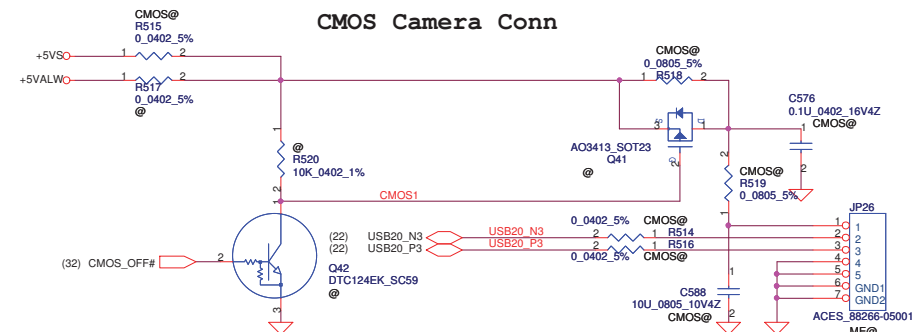 CMOS Camera Conn
CMOS@
R515
0_0402_5%
+5VS
1
2
+5VALW
1
2
R517
0_0402_5%
@
CMOS@
0_0805_5%
1
2
R518
C576
0.1U_0402_16V4Z
CMOS@
1
2
3
1
2
AO3413_SOT23
Q41
@
1
@
R520
10K_0402_1%
2
CMOS1
2
CMOS@
R519
0_0805_5%
1
1
(32) CMOS_OFF#
2
3
Q42
DTC124EK_SC59
@
(22) USB20_N3
USB20_N3
(22) USB20_P3
USB20_P3
0_0402_5%
CMOS@
2
1
R514
2
1
R516
0_0402_5%
CMOS@
1
C588
10U_0805_10V4Z
CMOS@
2
JP26
1 1
2 2
3 3
4 4
5 5
6 GND1
7 GND2
ACES_88266-05001
ME@